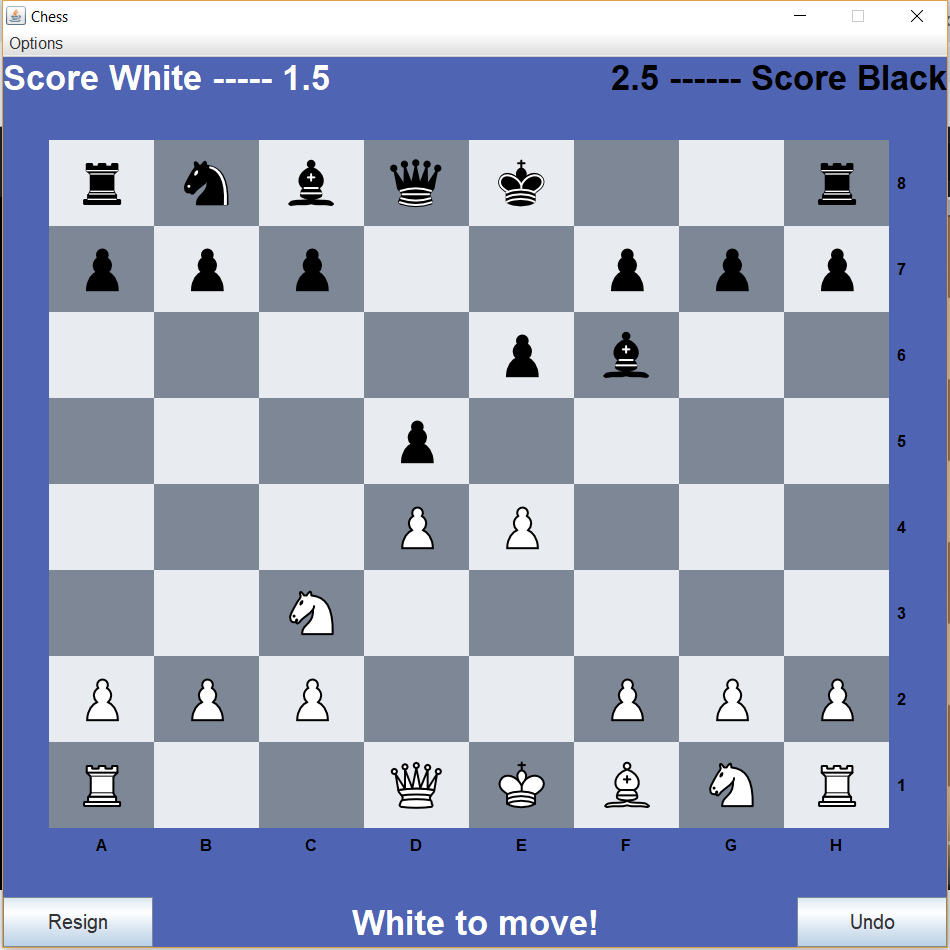 Chess
Options
Score White ----- 1.5
2.5 ------ Score Black
8
7
6
5
4
3
2
1
A B C D E F G H
Resign
White to move!
Undo